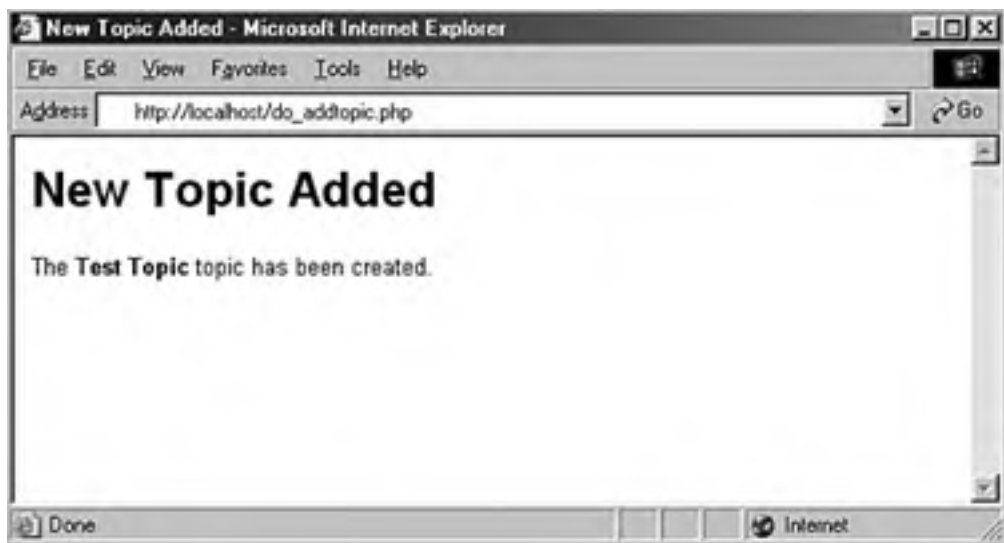 New Topic Added - Microsoft Internet Explorer
File Edit View Favorites Tools Help
Address http://localhost/do_addtopic.php Go
New Topic Added
The Test Topic topic has been created.
Done Internet